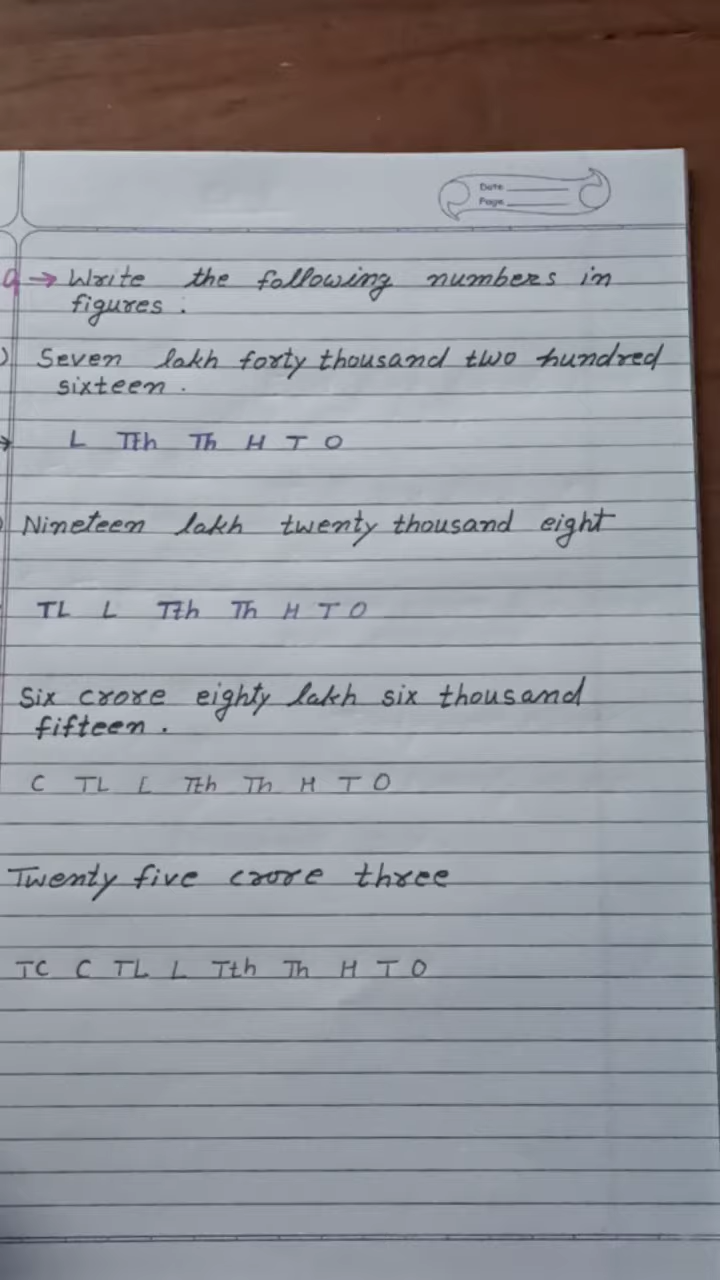 Date
Page
Q → Write the following numbers in
figures :
) Seven lakh forty thousand two hundred
sixteen .
→ L Tth Th H T O
) Nineteen lakh twenty thousand eight
TL L Tth Th H T O
Six crore eighty lakh six thousand
fifteen .
C TL L Tth Th H T O
Twenty five crore three
TC C TL L Tth Th H T O